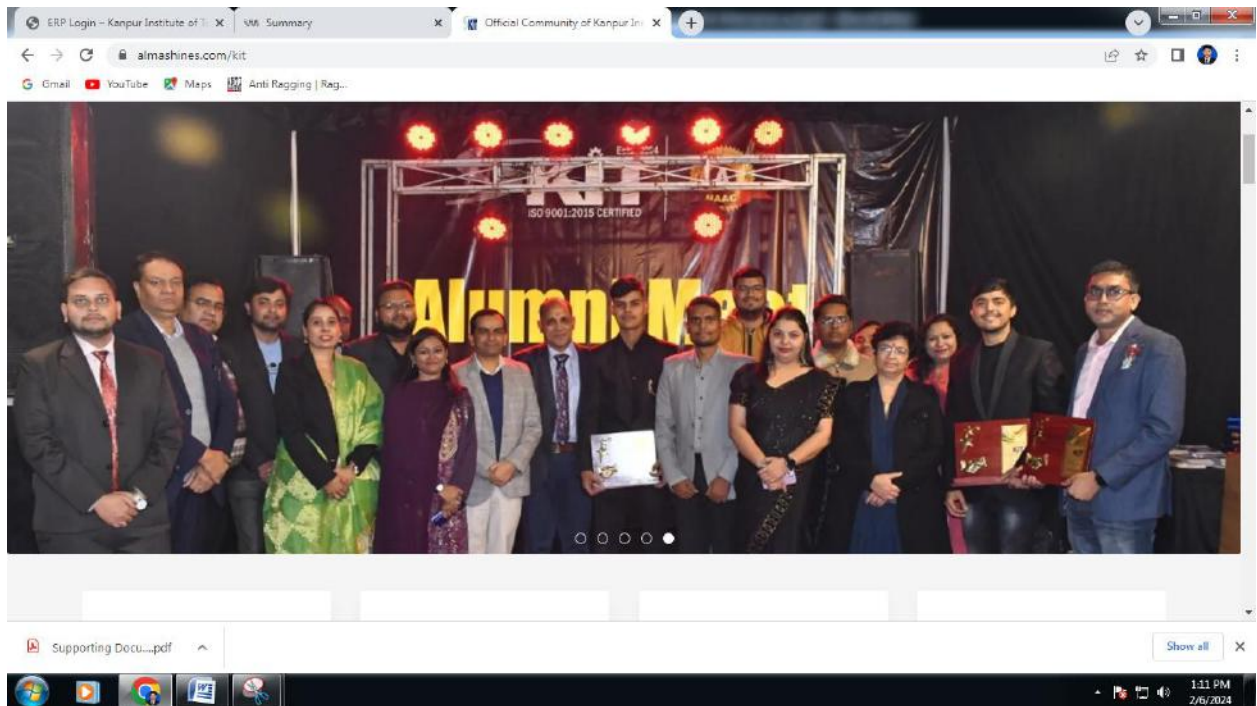 ERP Login – Kanpur Institute of T
Summary
Official Community of Kanpur In
almashines.com/kit
Gmail
YouTube
Maps
Anti Ragging | Rag...
KIT
NAAC
ISO 9001:2015 CERTIFIED
Alumni Meet
Supporting Docu....pdf
Show all
1:11 PM
2/6/2024